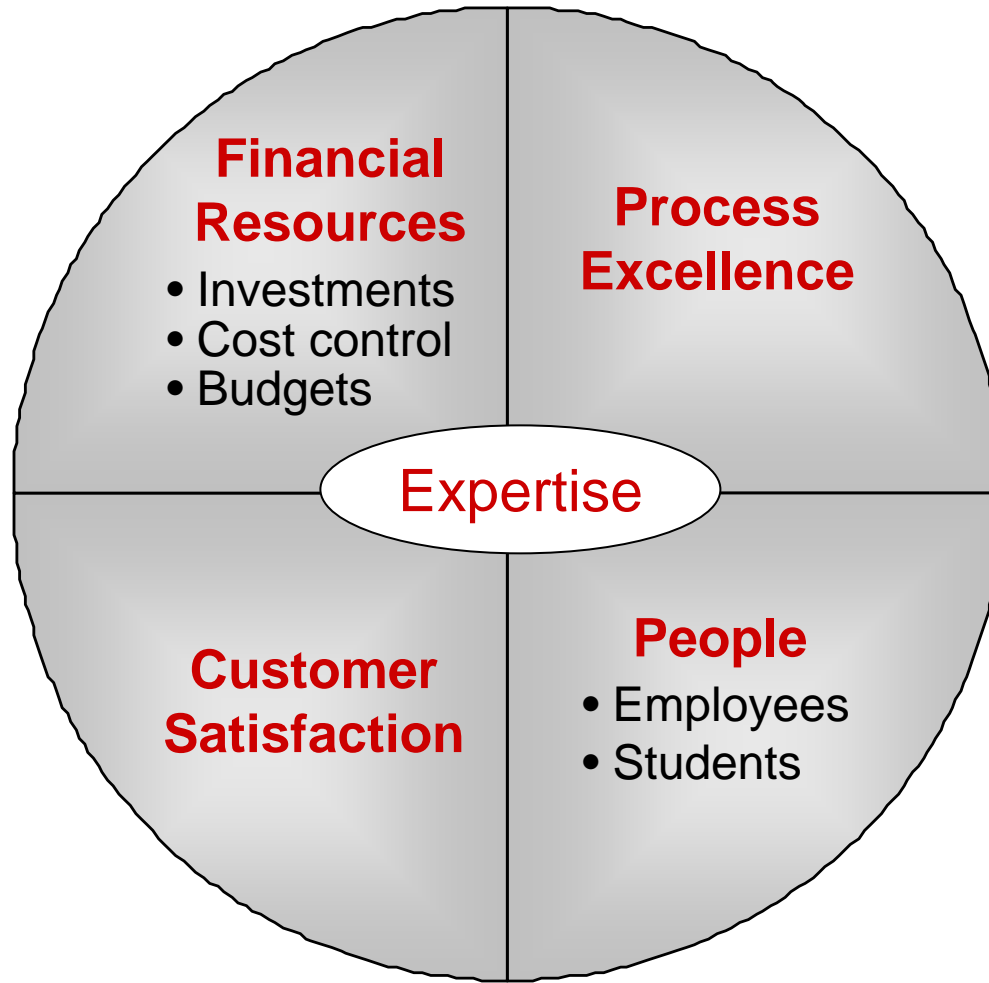 Financial
Resources
• Investments
• Cost control
• Budgets
Process
Excellence
Expertise
Customer
Satisfaction
People
• Employees
• Students